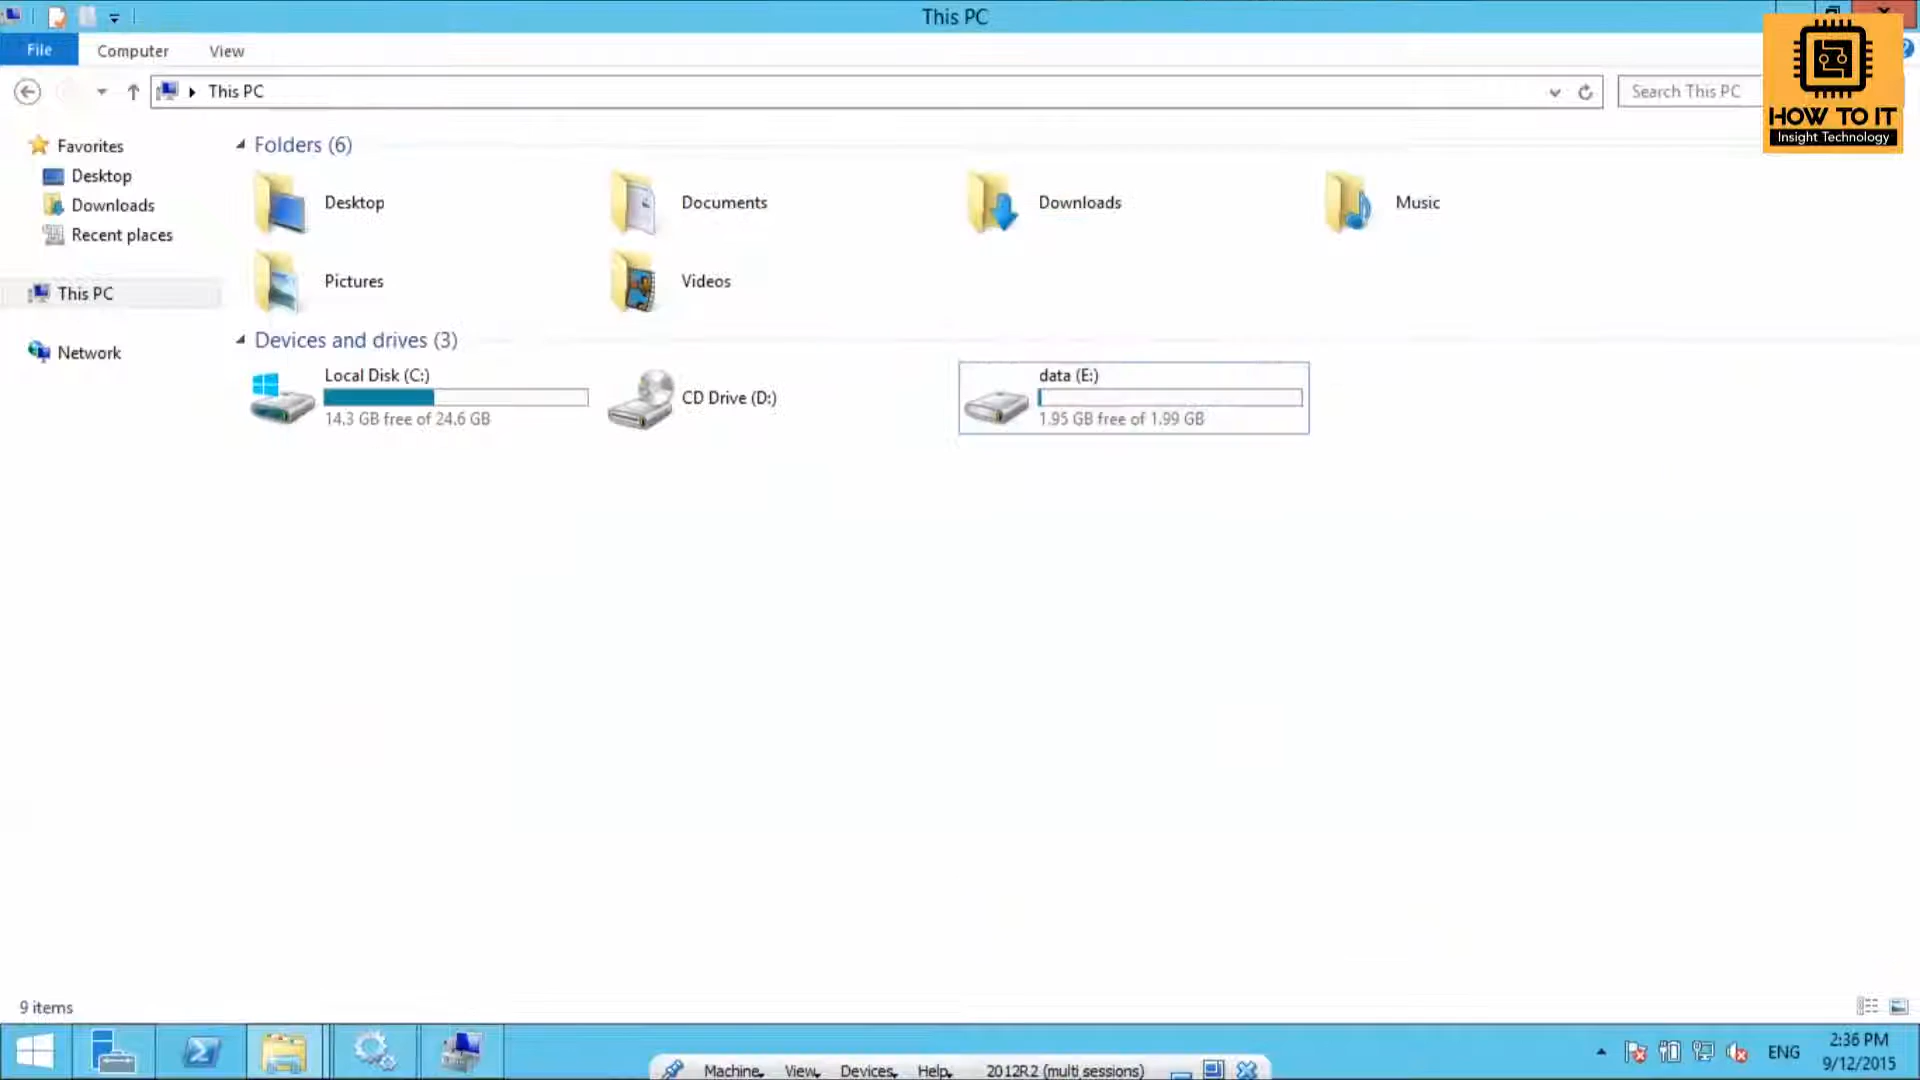 This PC
File
Computer
View
This PC
Search This PC
HOW TO IT
Insight Technology
Favorites
Desktop
Downloads
Recent places
This PC
Network
Folders (6)
Desktop
Documents
Downloads
Music
Pictures
Videos
Devices and drives (3)
Local Disk (C:)
14.3 GB free of 24.6 GB
CD Drive (D:)
data (E:)
1.95 GB free of 1.99 GB
9 items
Machine
View
Devices
Help
2012R2 (multi sessions)
ENG
2:36 PM
9/12/2015